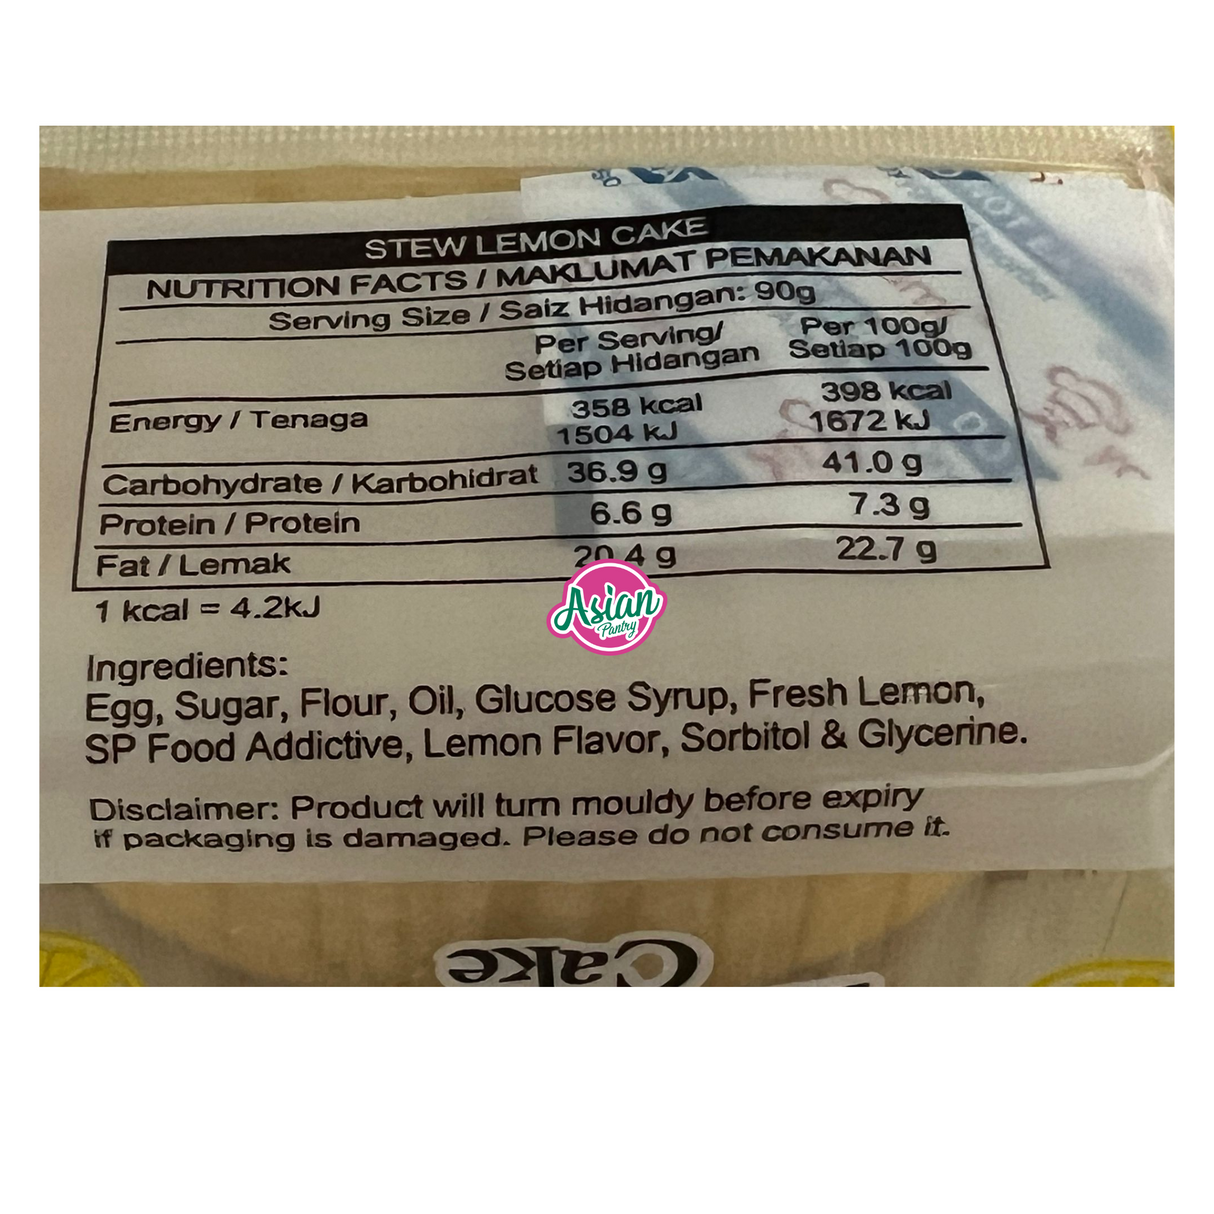 STEW LEMON CAKE
NUTRITION FACTS / MAKLUMAT PEMAKANAN
Serving Size / Saiz Hidangan: 90g
Per Serving/ Per 100g/
Setiap Hidangan Setiap 100g
Energy / Tenaga 358 kcal 398 kcal
1504 kJ 1672 kJ
Carbohydrate / Karbohidrat 36.9 g 41.0 g
Protein / Protein 6.6 g 7.3 g
Fat / Lemak 20.4 g 22.7 g
1 kcal = 4.2kJ
Asian
Pantry
Ingredients:
Egg, Sugar, Flour, Oil, Glucose Syrup, Fresh Lemon,
SP Food Addictive, Lemon Flavor, Sorbitol & Glycerine.
Disclaimer: Product will turn mouldy before expiry
if packaging is damaged. Please do not consume it.
Cake